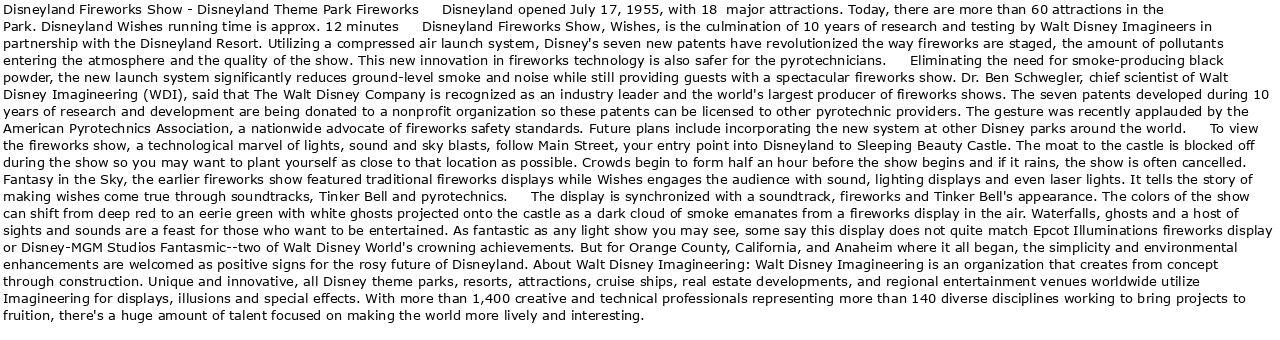 Disneyland Fireworks Show - Disneyland Theme Park Fireworks Disneyland opened July 17, 1955, with 18 major attractions. Today, there are more than 60 attractions in the
Park. Disneyland Wishes running time is approx. 12 minutes Disneyland Fireworks Show, Wishes, is the culmination of 10 years of research and testing by Walt Disney Imagineers in
partnership with the Disneyland Resort. Utilizing a compressed air launch system, Disney's seven new patents have revolutionized the way fireworks are staged, the amount of pollutants
entering the atmosphere and the quality of the show. This new innovation in fireworks technology is also safer for the pyrotechnicians. Eliminating the need for smoke-producing black
powder, the new launch system significantly reduces ground-level smoke and noise while still providing guests with a spectacular fireworks show. Dr. Ben Schwegler, chief scientist of Walt
Disney Imagineering (WDI), said that The Walt Disney Company is recognized as an industry leader and the world's largest producer of fireworks shows. The seven patents developed during 10
years of research and development are being donated to a nonprofit organization so these patents can be licensed to other pyrotechnic providers. The gesture was recently applauded by the
American Pyrotechnics Association, a nationwide advocate of fireworks safety standards. Future plans include incorporating the new system at other Disney parks around the world. To view
the fireworks show, a technological marvel of lights, sound and sky blasts, follow Main Street, your entry point into Disneyland to Sleeping Beauty Castle. The moat to the castle is blocked off
during the show so you may want to plant yourself as close to that location as possible. Crowds begin to form half an hour before the show begins and if it rains, the show is often cancelled.
Fantasy in the Sky, the earlier fireworks show featured traditional fireworks displays while Wishes engages the audience with sound, lighting displays and even laser lights. It tells the story of
making wishes come true through soundtracks, Tinker Bell and pyrotechnics. The display is synchronized with a soundtrack, fireworks and Tinker Bell's appearance. The colors of the show
can shift from deep red to an eerie green with white ghosts projected onto the castle as a dark cloud of smoke emanates from a fireworks display in the air. Waterfalls, ghosts and a host of
sights and sounds are a feast for those who want to be entertained. As fantastic as any light show you may see, some say this display does not quite match Epcot Illuminations fireworks display
or Disney-MGM Studios Fantasmic--two of Walt Disney World's crowning achievements. But for Orange County, California, and Anaheim where it all began, the simplicity and environmental
enhancements are welcomed as positive signs for the rosy future of Disneyland. About Walt Disney Imagineering: Walt Disney Imagineering is an organization that creates from concept
through construction. Unique and innovative, all Disney theme parks, resorts, attractions, cruise ships, real estate developments, and regional entertainment venues worldwide utilize
Imagineering for displays, illusions and special effects. With more than 1,400 creative and technical professionals representing more than 140 diverse disciplines working to bring projects to
fruition, there's a huge amount of talent focused on making the world more lively and interesting.